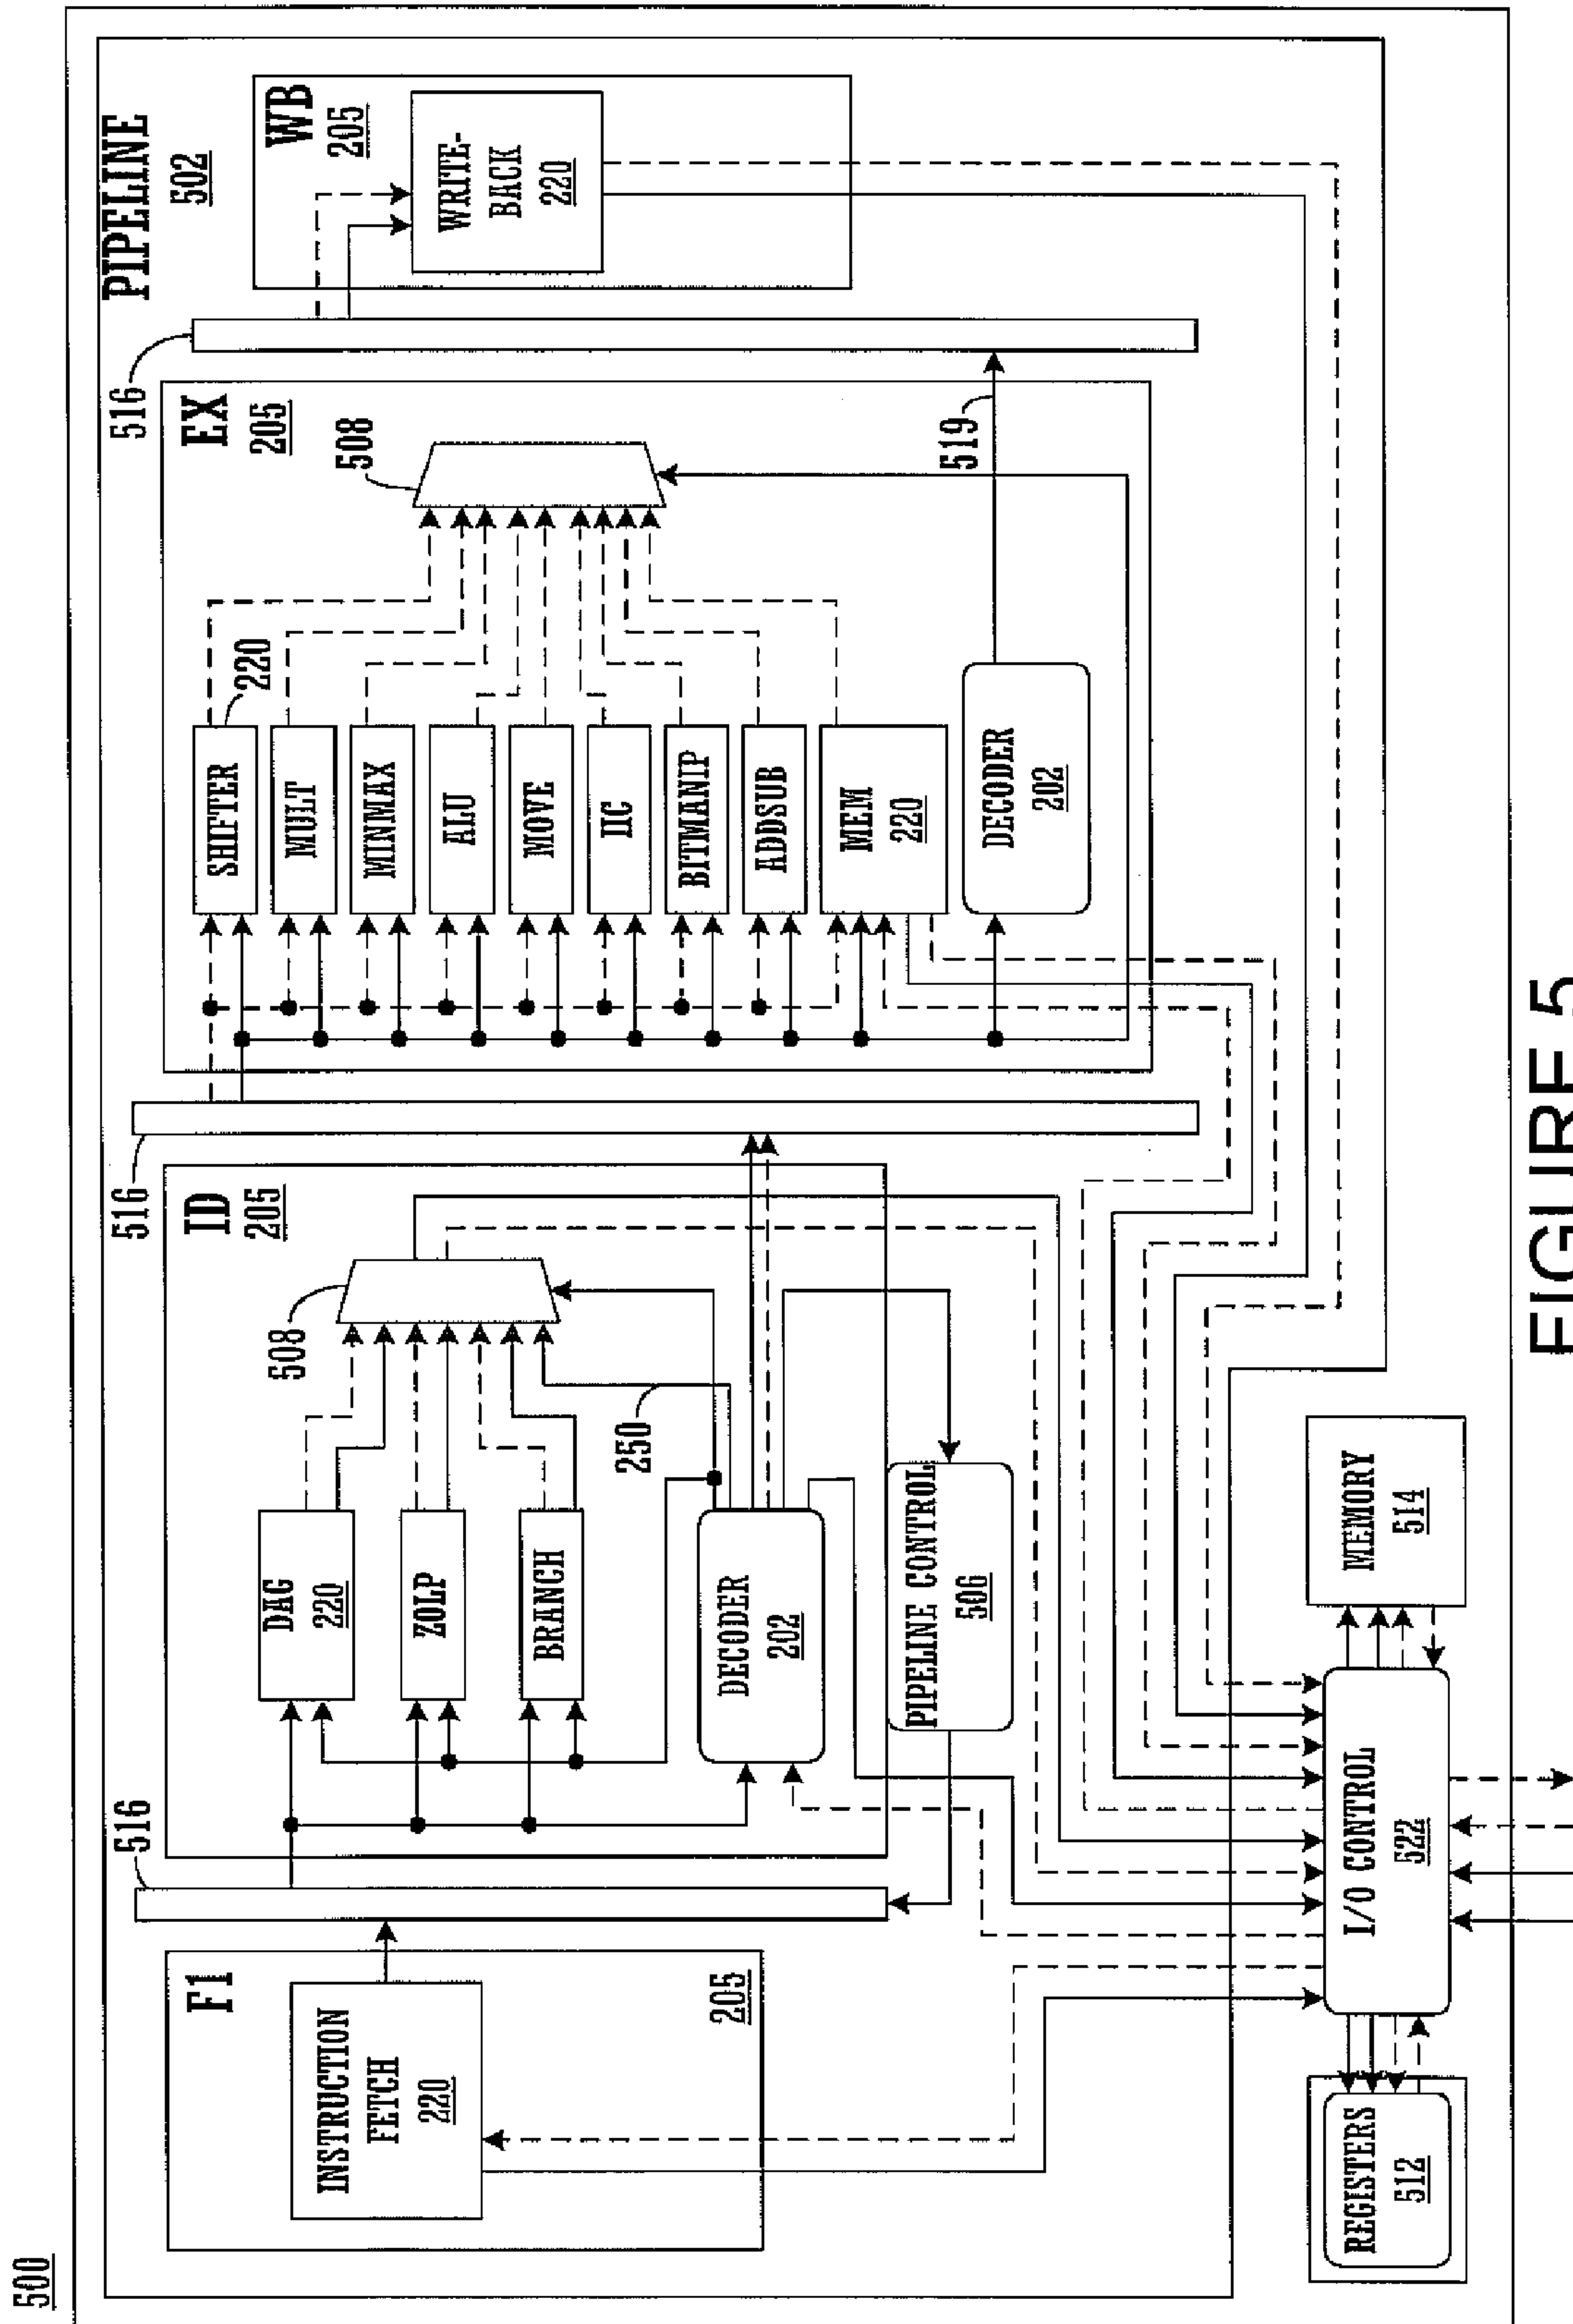 500
PIPELINE
502
F1
INSTRUCTION
FETCH
220
205
516
ID
205
DAG
220
ZOLP
BRANCH
DECODER
202
250
508
PIPELINE CONTROL
506
516
EX
205
SHIFTER
220
MULT
MINMAX
ALU
MOVE
IIC
BITMANIP
ADDSUB
MEM
220
DECODER
202
508
519
516
WB
205
WRITE-
BACK
220
REGISTERS
512
I/O CONTROL
522
MEMORY
514
FIGURE 5